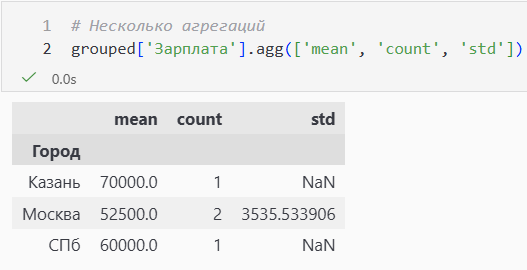 1 # Несколько агрегаций
2 grouped['Зарплата'].agg(['mean', 'count', 'std'])
0.0s
mean count std
Город
Казань 70000.0 1 NaN
Москва 52500.0 2 3535.533906
СПб 60000.0 1 NaN